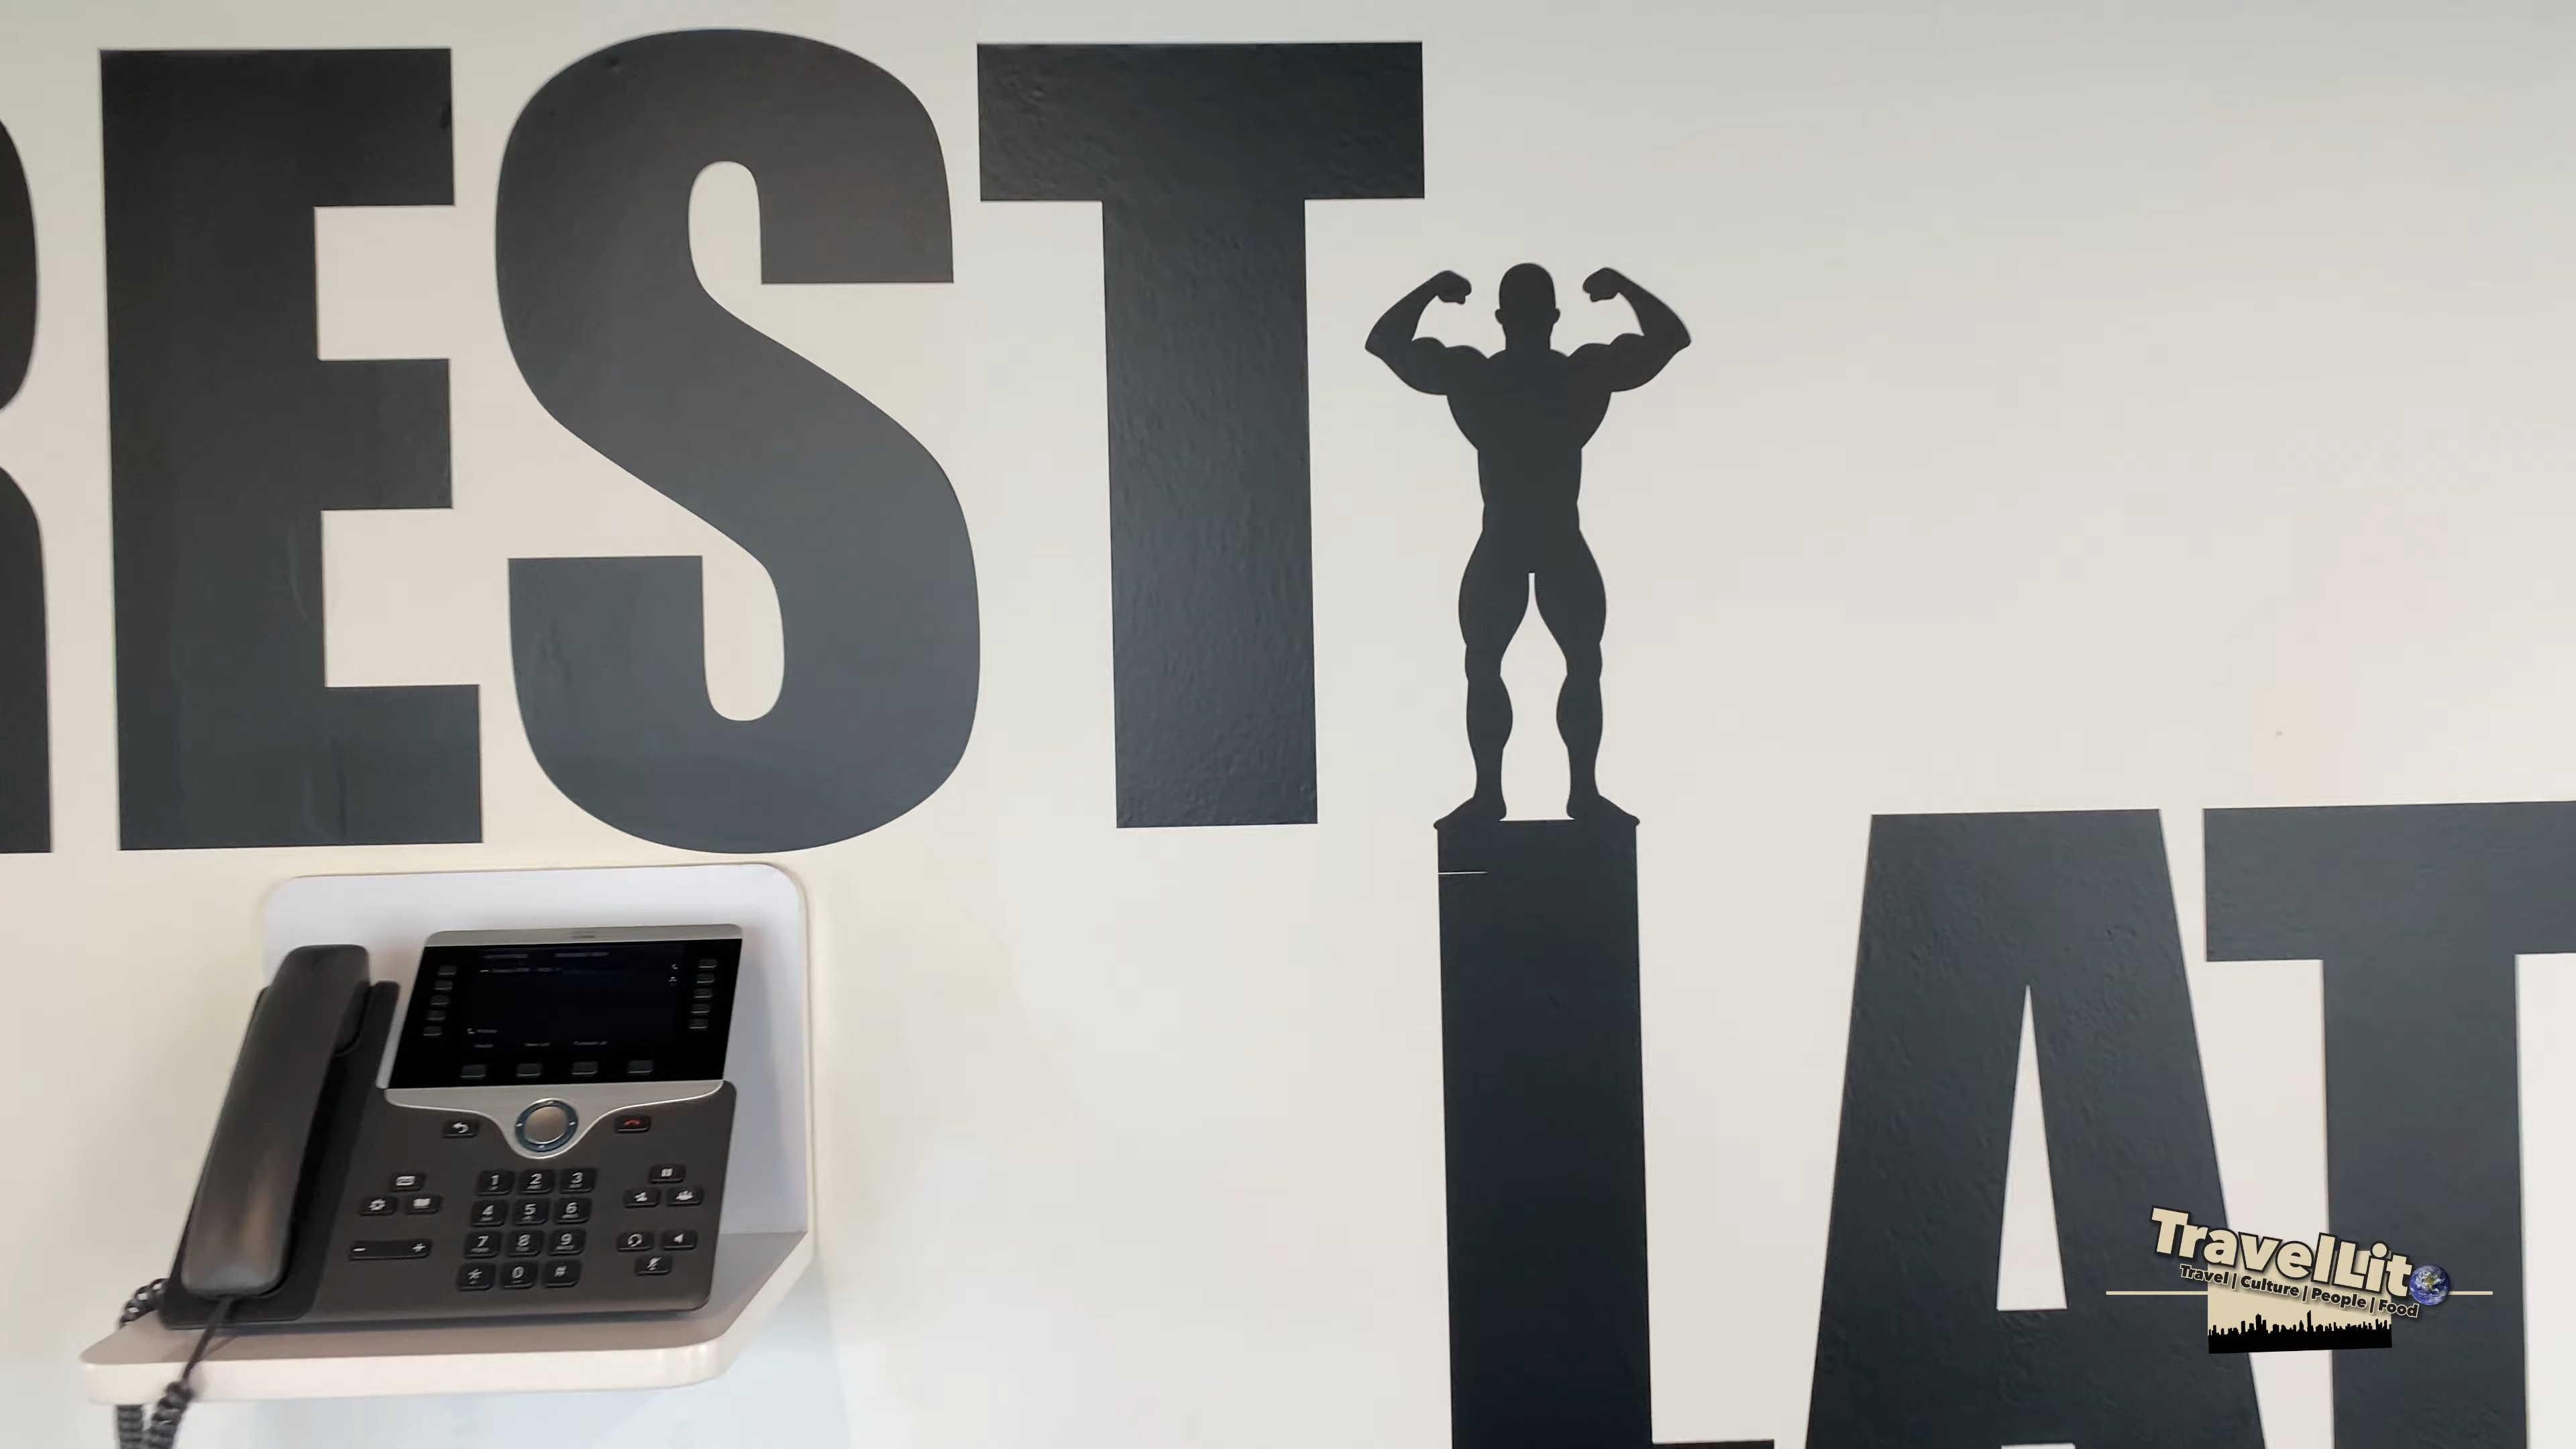 REST
LAT
1 2 3
4 5 6
7 8 9
* 0 #
TravelLit
Travel | Culture | People | Food